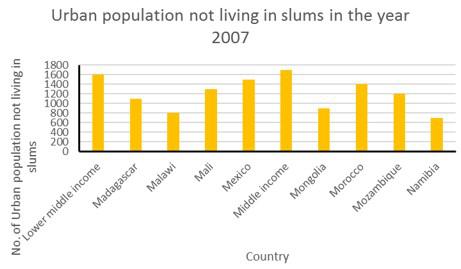 Urban population not living in slums in the year
2007
No. of Urban population not living in
slums
1800
1600
1400
1200
1000
800
600
400
200
0
Lower middle income
Madagascar
Malawi
Mali
Mexico
Middle income
Mongolia
Morocco
Mozambique
Namibia
Country